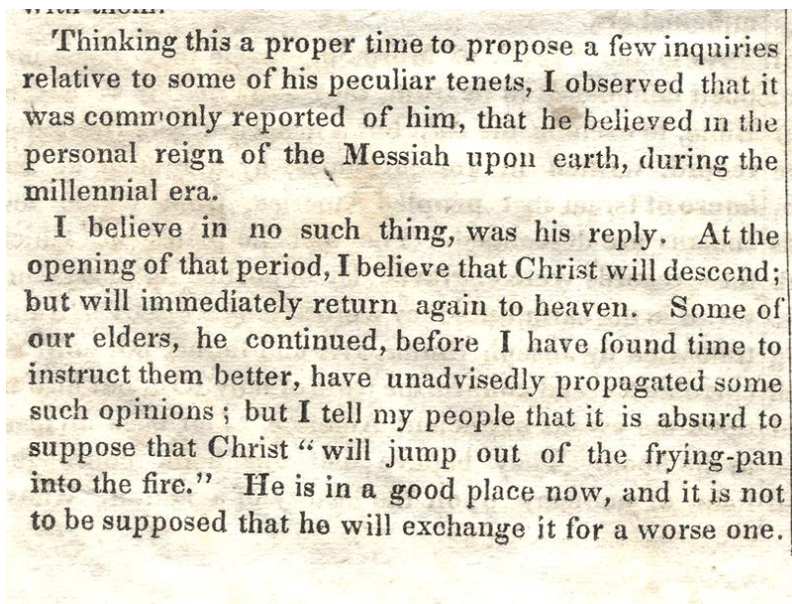 with them.
Thinking this a proper time to propose a few inquiries
relative to some of his peculiar tenets, I observed that it
was commonly reported of him, that he believed in the
personal reign of the Messiah upon earth, during the
millennial era.
I believe in no such thing, was his reply. At the
opening of that period, I believe that Christ will descend;
but will immediately return again to heaven. Some of
our elders, he continued, before I have found time to
instruct them better, have unadvisedly propagated some
such opinions; but I tell my people that it is absurd to
suppose that Christ “will jump out of the frying-pan
into the fire.” He is in a good place now, and it is not
to be supposed that he will exchange it for a worse one.